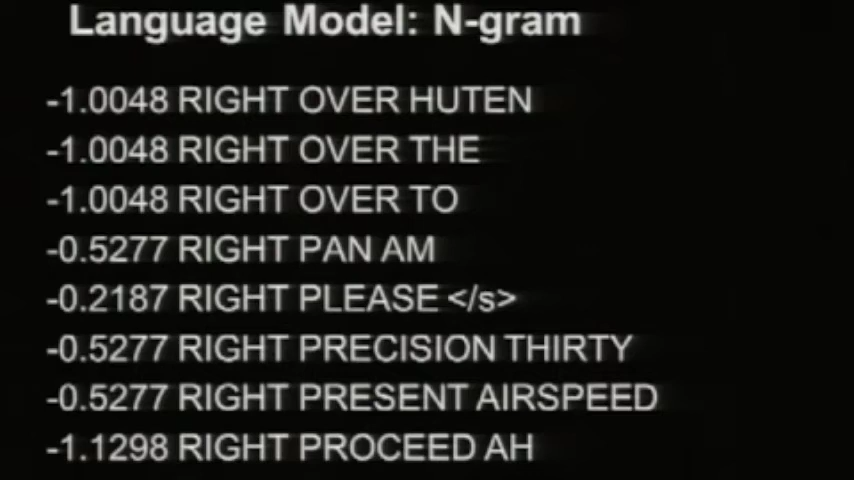 Language Model: N-gram
-1.0048 RIGHT OVER HUTEN
-1.0048 RIGHT OVER THE
-1.0048 RIGHT OVER TO
-0.5277 RIGHT PAN AM
-0.2187 RIGHT PLEASE </s>
-0.5277 RIGHT PRECISION THIRTY
-0.5277 RIGHT PRESENT AIRSPEED
-1.1298 RIGHT PROCEED AH